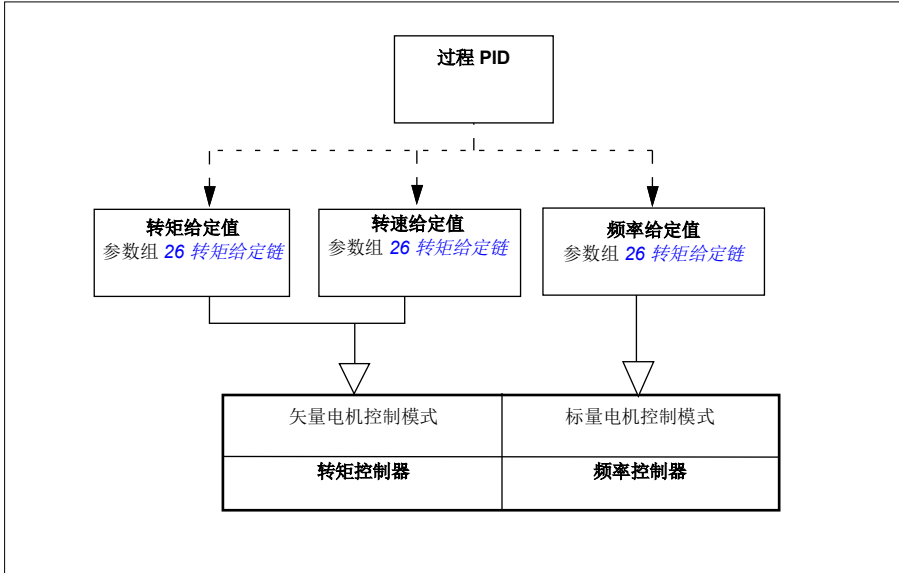 过程 PID
转矩给定值
参数组 26 转矩给定链
转速给定值
参数组 26 转矩给定链
频率给定值
参数组 26 转矩给定链
矢量电机控制模式
标量电机控制模式
转矩控制器
频率控制器